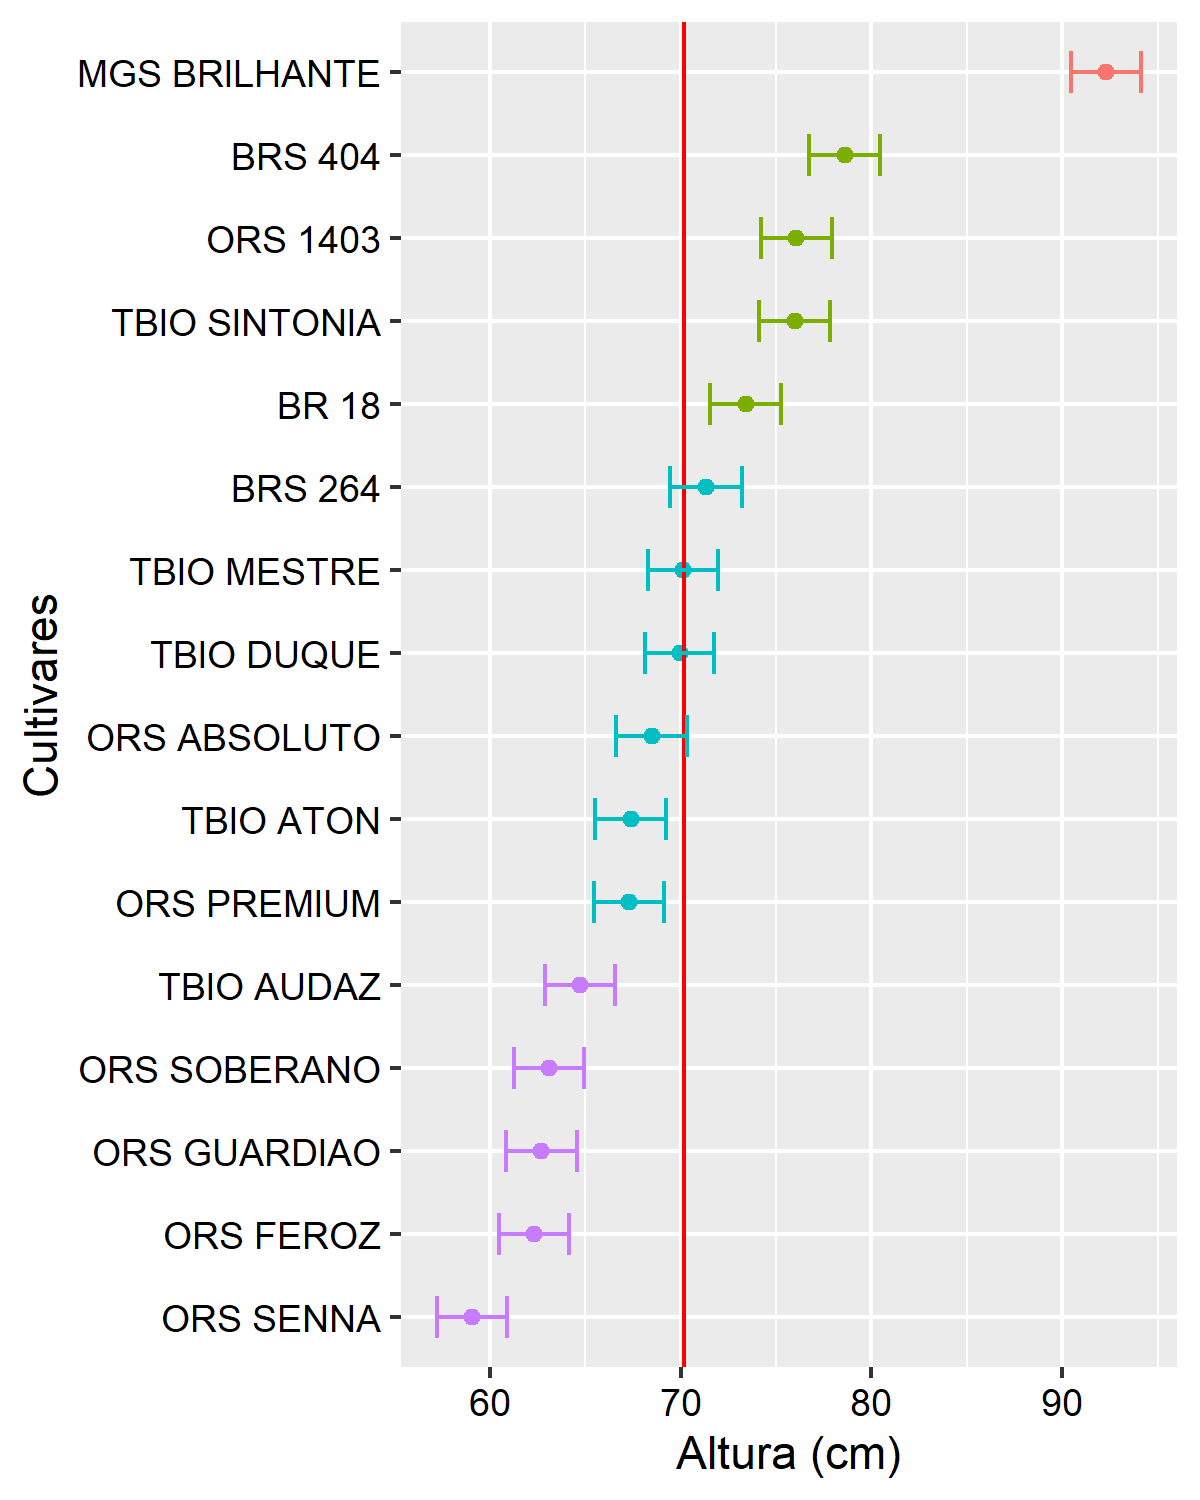 MGS BRILHANTE
BRS 404
ORS 1403
TBIO SINTONIA
BR 18
BRS 264
TBIO MESTRE
TBIO DUQUE
ORS ABSOLUTO
TBIO ATON
ORS PREMIUM
TBIO AUDAZ
ORS SOBERANO
ORS GUARDIAO
ORS FEROZ
ORS SENNA
Cultivares
60 70 80 90
Altura (cm)